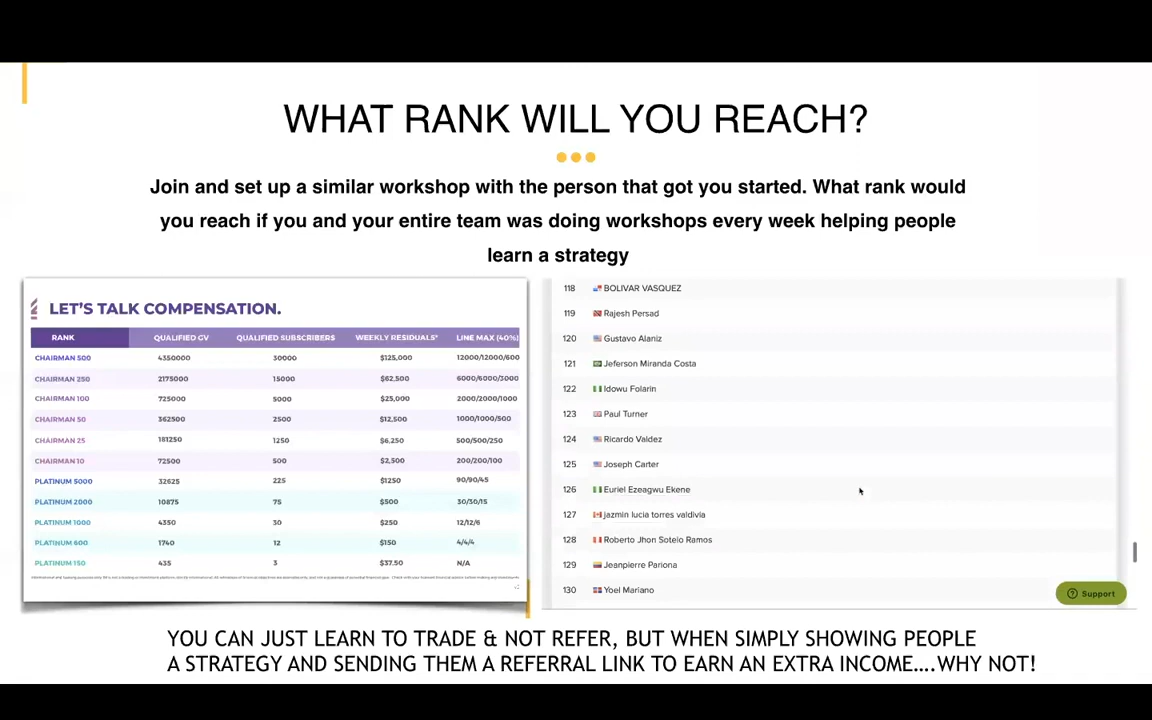 WHAT RANK WILL YOU REACH?
Join and set up a similar workshop with the person that got you started. What rank would
you reach if you and your entire team was doing workshops every week helping people
learn a strategy
LET'S TALK COMPENSATION.
RANK QUALIFIED GV QUALIFIED SUBSCRIBERS WEEKLY RESIDUALS* LINE MAX (40%)
CHAIRMAN 500 4350000 30000 $125,000 12000/12000/600
CHAIRMAN 250 2175000 15000 $62,500 6000/6000/3000
CHAIRMAN 100 725000 5000 $25,000 2000/2000/1000
CHAIRMAN 50 362500 2500 $12,500 1000/1000/500
CHAIRMAN 25 181250 1250 $6,250 500/500/250
CHAIRMAN 10 72500 500 $2,500 200/200/100
PLATINUM 5000 32625 225 $1250 90/90/45
PLATINUM 2000 10875 75 $500 30/30/15
PLATINUM 1000 4350 30 $250 12/12/6
PLATINUM 600 1740 12 $150 4/4/4
PLATINUM 150 435 3 $37.50 N/A
118 BOLIVAR VASQUEZ
119 Rajesh Persad
120 Gustavo Alaniz
121 Jeferson Miranda Costa
122 Idowu Folarin
123 Paul Turner
124 Ricardo Valdez
125 Joseph Carter
126 Euriel Ezeagwu Ekene
127 jazmin lucia torres valdivia
128 Roberto Jhon Sotelo Ramos
129 Jeanpierre Pariona
130 Yoel Mariano
Support
YOU CAN JUST LEARN TO TRADE & NOT REFER, BUT WHEN SIMPLY SHOWING PEOPLE
A STRATEGY AND SENDING THEM A REFERRAL LINK TO EARN AN EXTRA INCOME....WHY NOT!